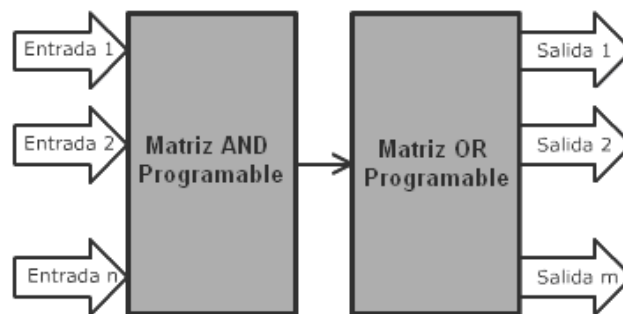 Entrada 1
Entrada 2
Entrada n
Matriz AND
Programable
Matriz OR
Programable
Salida 1
Salida 2
Salida m